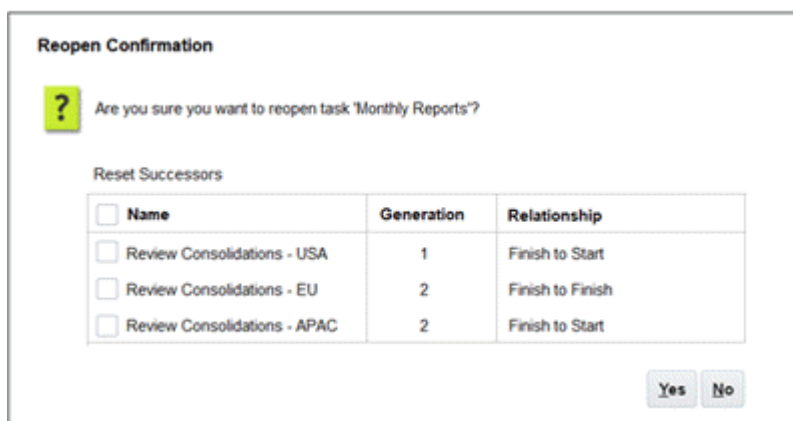 Reopen Confirmation
? Are you sure you want to reopen task 'Monthly Reports'?
Reset Successors
Name Generation Relationship
Review Consolidations - USA 1 Finish to Start
Review Consolidations - EU 2 Finish to Finish
Review Consolidations - APAC 2 Finish to Start
Yes No